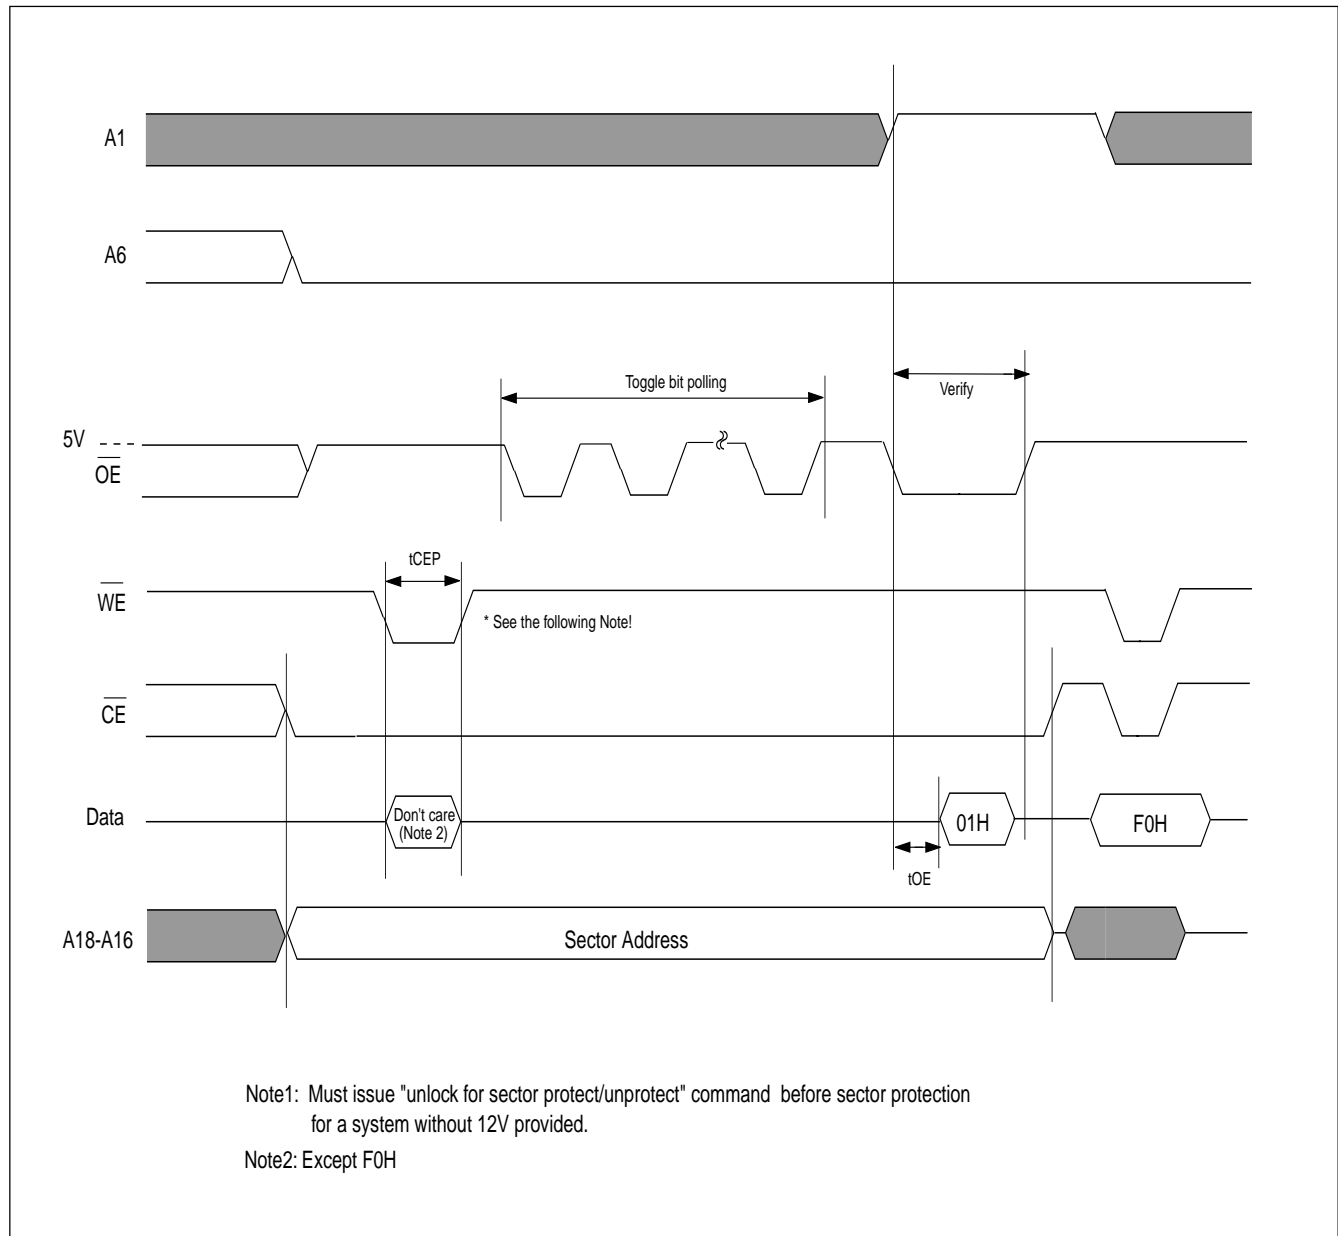 A1
A6
Toggle bit polling
Verify
5V
OE
tCEP
WE
* See the following Note!
CE
Data
Don't care
(Note 2)
01H
F0H
tOE
A18-A16
Sector Address
Note1: Must issue "unlock for sector protect/unprotect" command before sector protection
for a system without 12V provided.
Note2: Except F0H